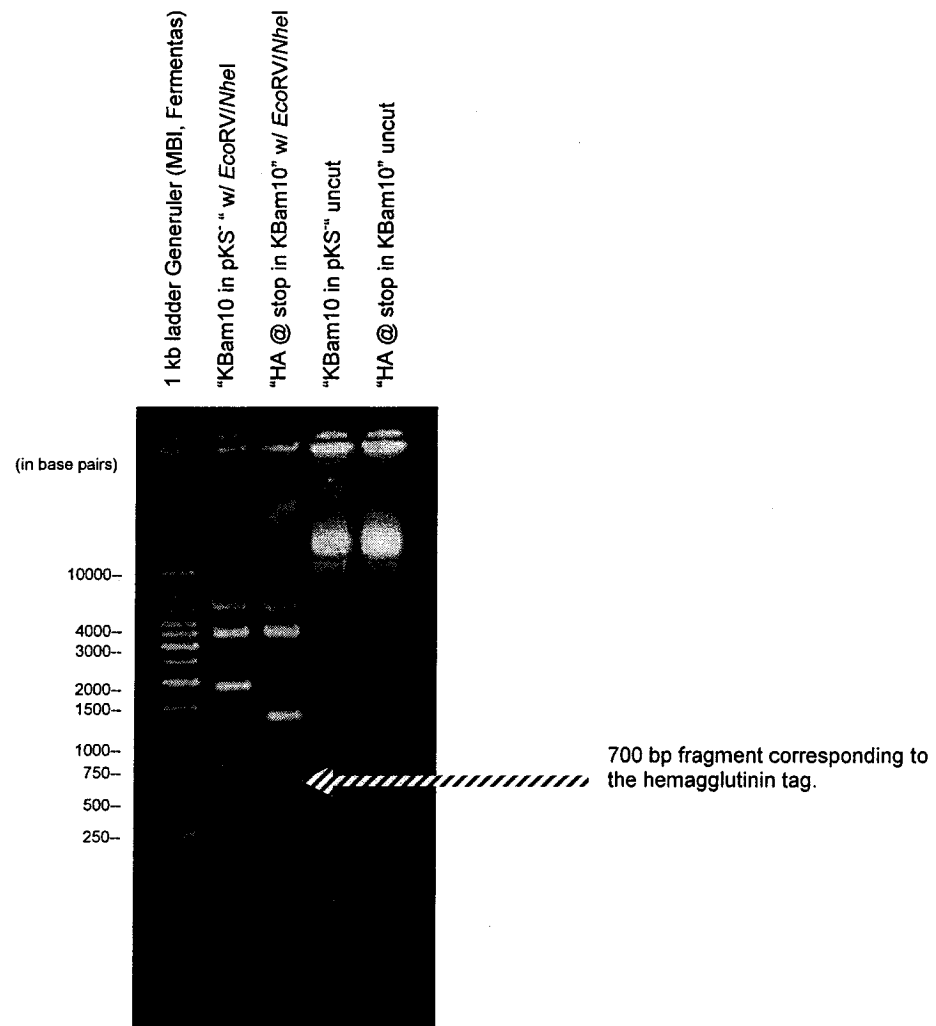 1 kb ladder Generuler (MBI, Fermentas)
“KBam10 in pKS⁻“ w/ EcoRV/NheI
“HA @ stop in KBam10” w/ EcoRV/NheI
“KBam10 in pKS⁻“ uncut
“HA @ stop in KBam10” uncut
(in base pairs)
10000--
4000--
3000--
2000--
1500--
1000--
750--
500--
250--
700 bp fragment corresponding to
the hemagglutinin tag.